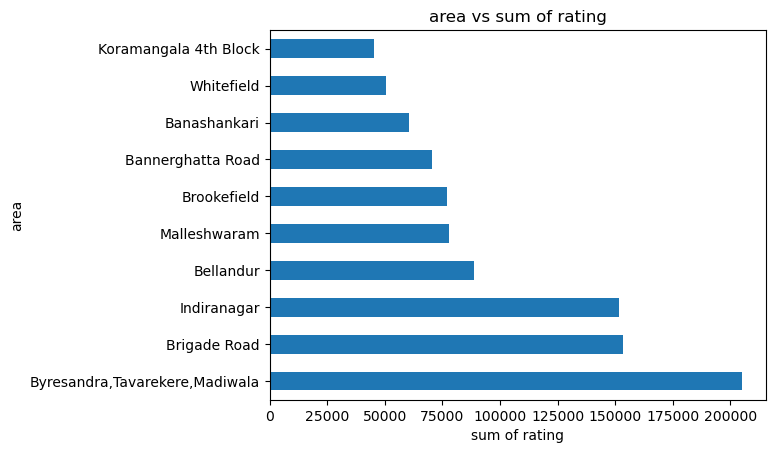 area vs sum of rating
Koramangala 4th Block
Whitefield
Banashankari
Bannerghatta Road
Brookefield
Malleshwaram
Bellandur
Indiranagar
Brigade Road
Byresandra,Tavarekere,Madiwala
area
0 25000 50000 75000 100000 125000 150000 175000 200000
sum of rating